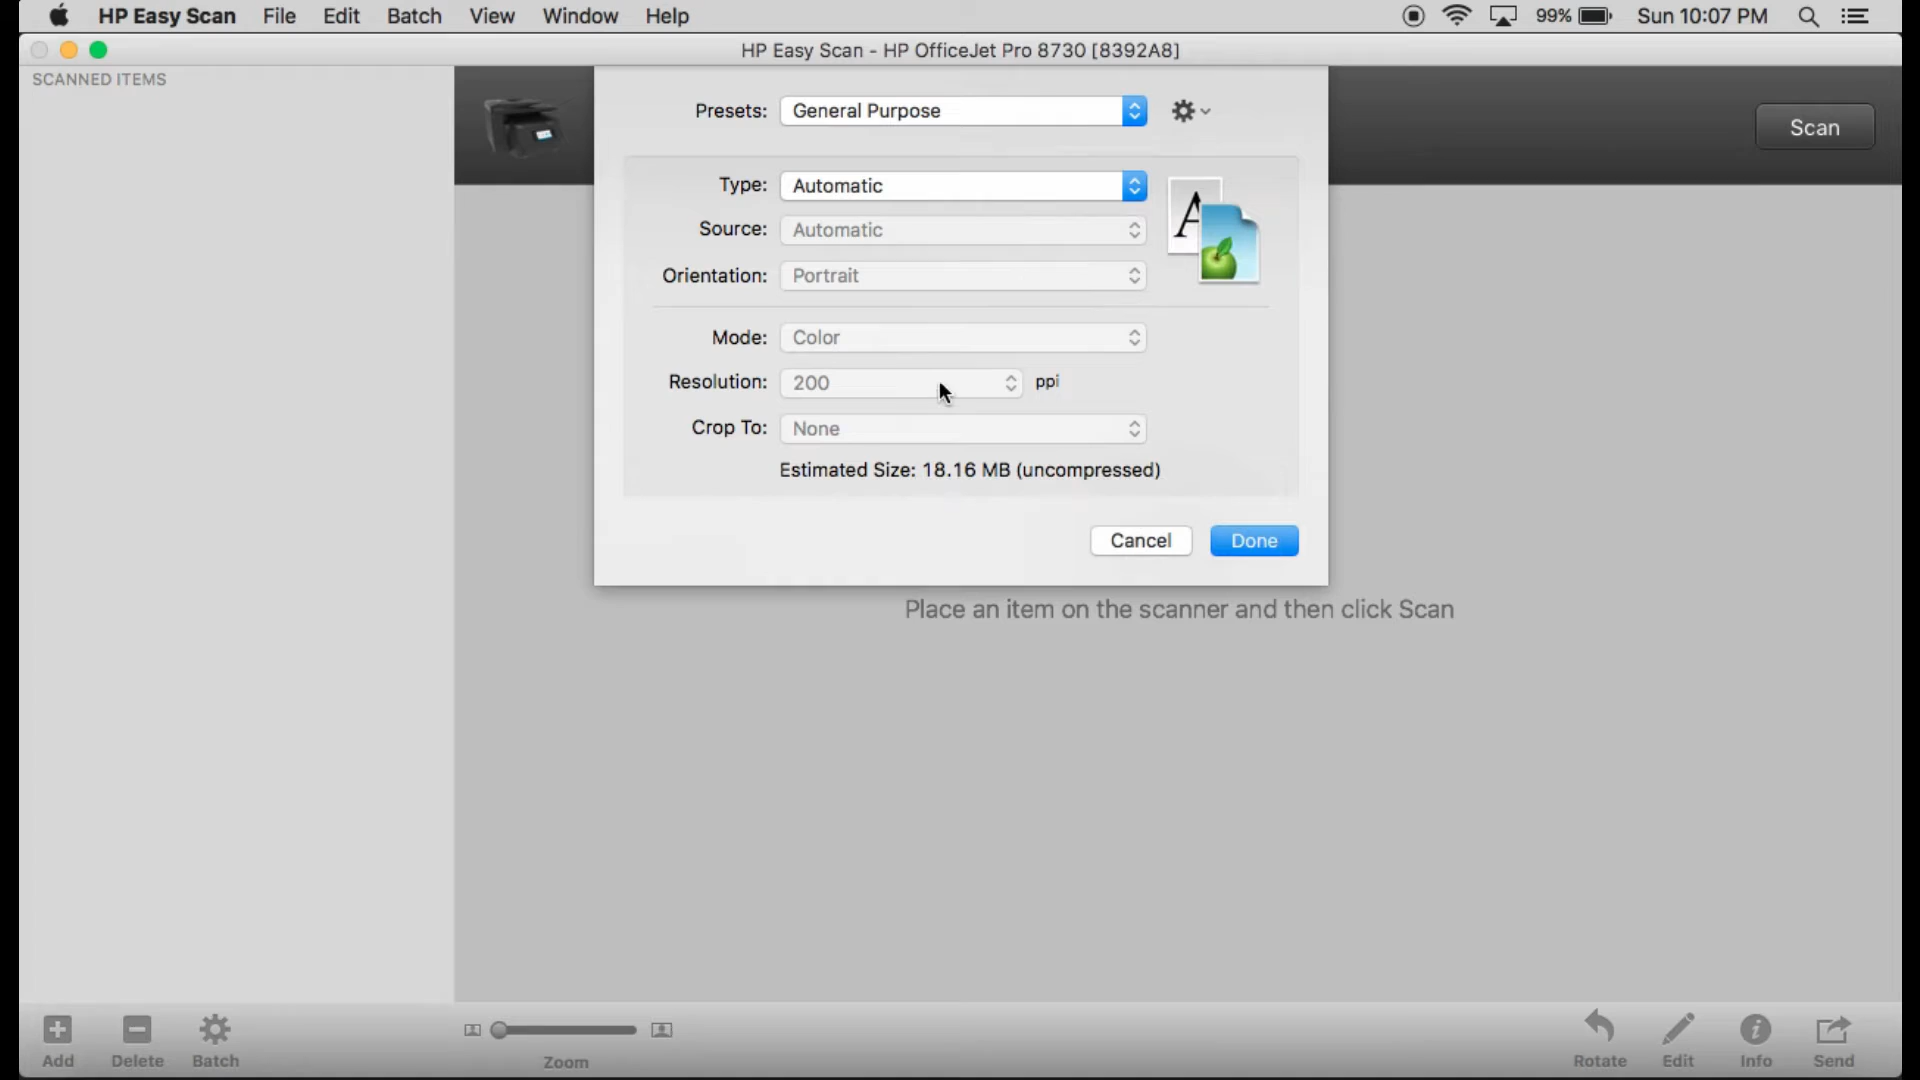 HP Easy Scan File Edit Batch View Window Help 99% Sun 10:07 PM
HP Easy Scan - HP OfficeJet Pro 8730 [8392A8]
SCANNED ITEMS
Presets: General Purpose
Scan
Type: Automatic
Source: Automatic
Orientation: Portrait
A
Mode: Color
Resolution: 200 ppi
Crop To: None
Estimated Size: 18.16 MB (uncompressed)
Cancel Done
Place an item on the scanner and then click Scan
Add Delete Batch Zoom Rotate Edit Info Send